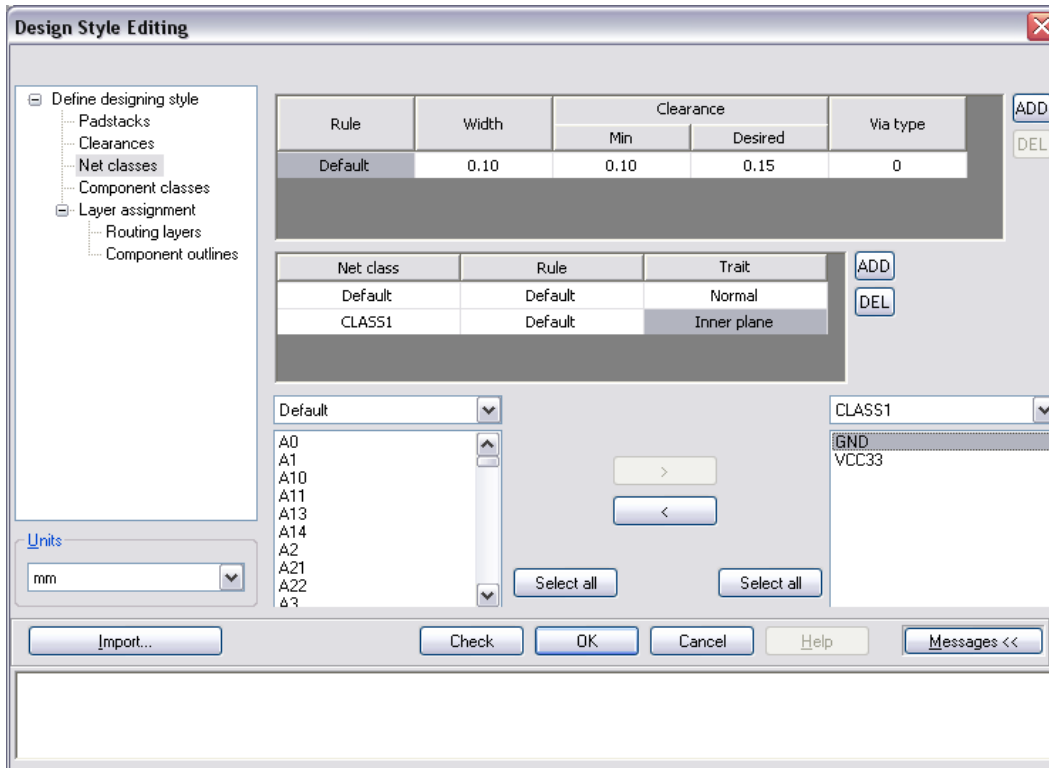 Design Style Editing
Define designing style
Padstacks
Clearances
Net classes
Component classes
Layer assignment
Routing layers
Component outlines
Units
mm
Rule Width Clearance Via type
Min Desired
Default 0.10 0.10 0.15 0
ADD
DEL
Net class Rule Trait
Default Default Normal
CLASS1 Default Inner plane
ADD
DEL
Default
A0
A1
A10
A11
A13
A14
A2
A21
A22
A3
>
<
Select all
Select all
CLASS1
GND
VCC33
Import... Check OK Cancel Help Messages <<